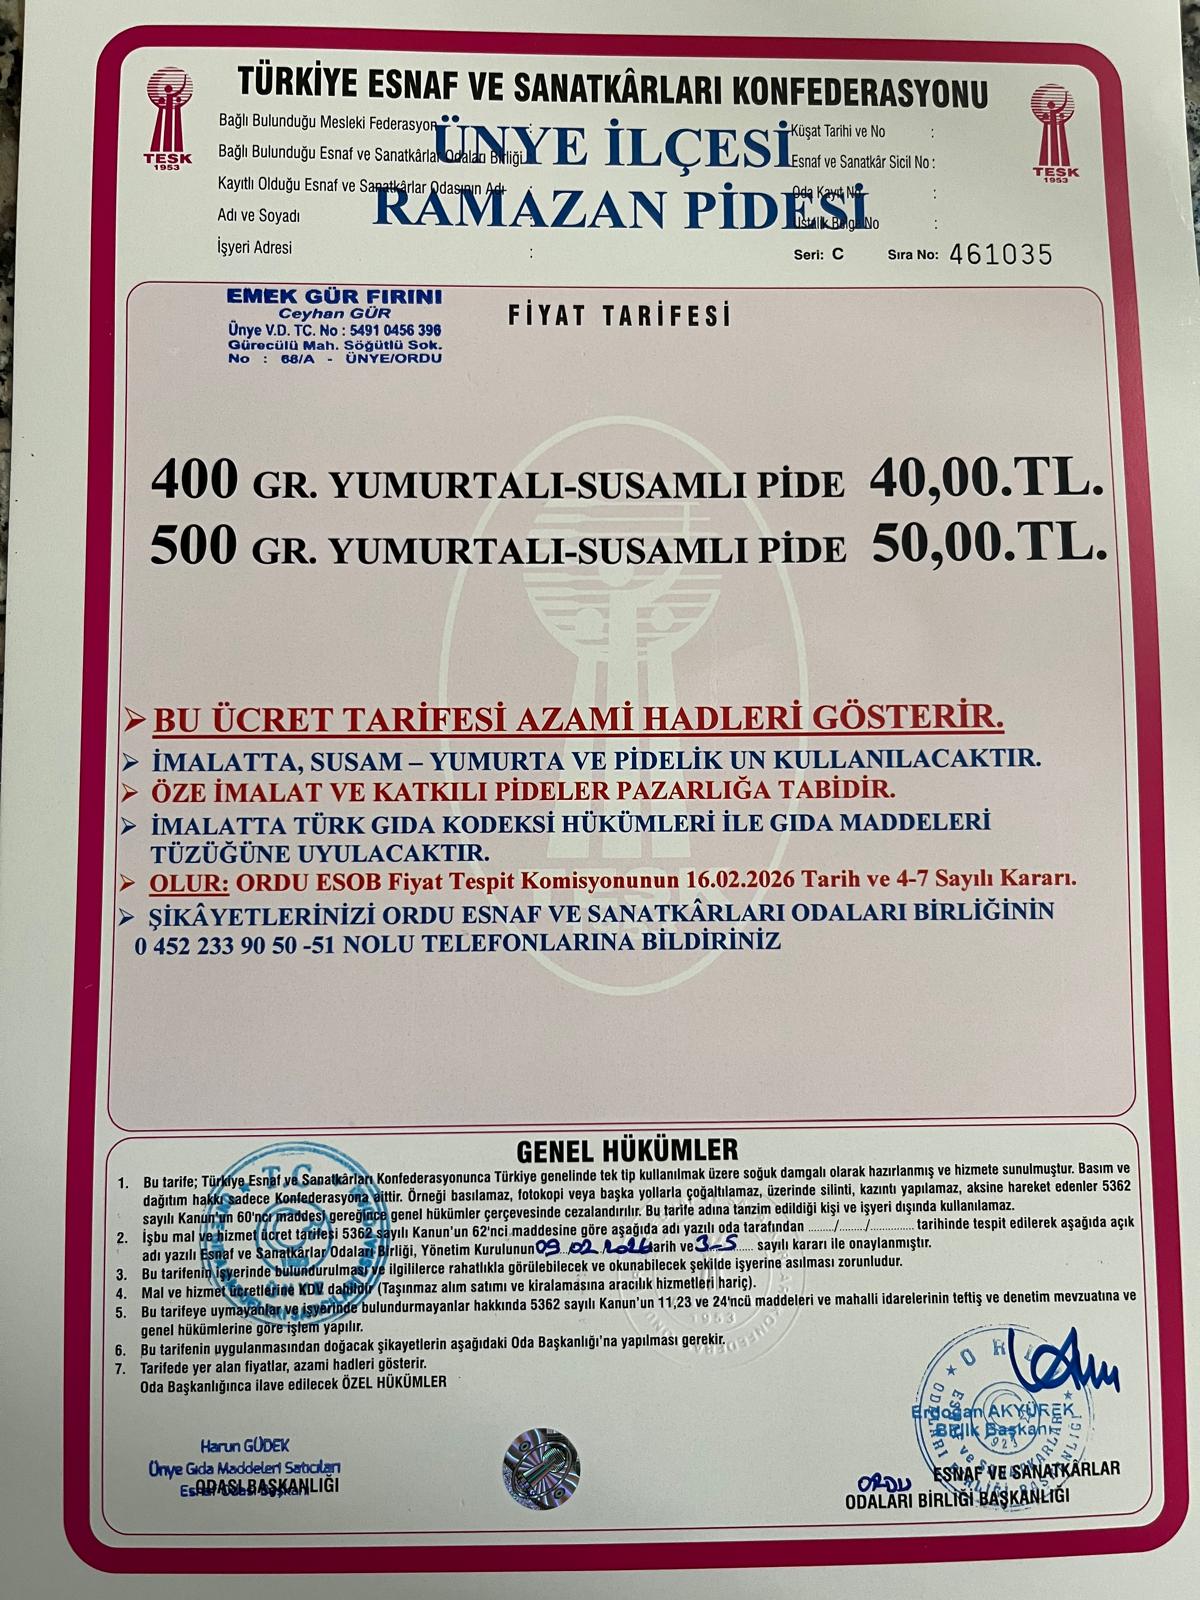 TÜRKİYE ESNAF VE SANATKÂRLARI KONFEDERASYONU
TESK
1953
TESK
1953
Bağlı Bulunduğu Mesleki Federasyon :
Bağlı Bulunduğu Esnaf ve Sanatkârlar Odaları Birliği :
Kayıtlı Olduğu Esnaf ve Sanatkârlar Odasının Adı :
Adı ve Soyadı :
İşyeri Adresi :
ÜNYE İLÇESİ
RAMAZAN PİDESİ
Küşat Tarihi ve No :
Esnaf ve Sanatkâr Sicil No :
Oda Kayıt No :
Ustalık Belge No :
Seri: C Sıra No: 461035
EMEK GÜR FIRINI
Ceyhan GÜR
Ünye V.D. TC. No : 5491 0456 396
Gürecülü Mah. Söğütlü Sok.
No : 68/A - ÜNYE/ORDU
FİYAT TARİFESİ
400 GR. YUMURTALI-SUSAMLI PİDE 40,00.TL.
500 GR. YUMURTALI-SUSAMLI PİDE 50,00.TL.
➢ BU ÜCRET TARİFESİ AZAMİ HADLERİ GÖSTERİR.
➢ İMALATTA, SUSAM – YUMURTA VE PİDELİK UN KULLANILACAKTIR.
➢ ÖZE İMALAT VE KATKILI PİDELER PAZARLIĞA TABİDİR.
➢ İMALATTA TÜRK GIDA KODEKSİ HÜKÜMLERİ İLE GIDA MADDELERİ
TÜZÜĞÜNE UYULACAKTIR.
➢ OLUR: ORDU ESOB Fiyat Tespit Komisyonunun 16.02.2026 Tarih ve 4-7 Sayılı Kararı.
➢ ŞİKÂYETLERİNİZİ ORDU ESNAF VE SANATKÂRLARI ODALARI BİRLİĞİNİN
0 452 233 90 50 -51 NOLU TELEFONLARINA BİLDİRİNİZ
GENEL HÜKÜMLER
1. Bu tarife; Türkiye Esnaf ve Sanatkârları Konfederasyonunca Türkiye genelinde tek tip kullanılmak üzere soğuk damgalı olarak hazırlanmış ve hizmete sunulmuştur. Basım ve
dağıtım hakkı sadece Konfederasyona aittir. Örneği basılamaz, fotokopi veya başka yollarla çoğaltılamaz, üzerinde silinti, kazıntı yapılamaz, aksine hareket edenler 5362
sayılı Kanun'un 60'ncı maddesi gereğince genel hükümler çerçevesinde cezalandırılır. Bu tarife adına tanzim edildiği kişi ve işyeri dışında kullanılamaz.
2. İşbu mal ve hizmet ücret tarifesi 5362 sayılı Kanun'un 62'nci maddesine göre aşağıda adı yazılı oda tarafından ....../......./............ tarihinde tespit edilerek aşağıda açık
adı yazılı Esnaf ve Sanatkârlar Odaları Birliği, Yönetim Kurulunun 09.02.2026 tarih ve 3-5 ...... sayılı kararı ile onaylanmıştır.
3. Bu tarifenin işyerinde bulundurulması ve ilgililerce rahatlıkla görülebilecek ve okunabilecek şekilde işyerine asılması zorunludur.
4. Mal ve hizmet ücretlerine KDV dahildir (Taşınmaz alım satımı ve kiralamasına aracılık hizmetleri hariç).
5. Bu tarifeye uymayanlar ve işyerinde bulundurmayanlar hakkında 5362 sayılı Kanun'un 11,23 ve 24'ncü maddeleri ve mahalli idarelerinin teftiş ve denetim mevzuatına ve
genel hükümlerine göre işlem yapılır.
6. Bu tarifenin uygulanmasından doğacak şikayetlerin aşağıdaki Oda Başkanlığı'na yapılması gerekir.
7. Tarifede yer alan fiyatlar, azami hadleri gösterir.
Oda Başkanlığınca ilave edilecek ÖZEL HÜKÜMLER
Harun GÜDEK
Ünye Gıda Maddeleri Satıcıları
Esnaf Odası Başkanı
ODASI BAŞKANLIĞI
Erdoğan AKYÜREK
Birlik Başkanı
ORDU ESNAF VE SANATKÂRLAR
ODALARI BİRLİĞİ BAŞKANLIĞI